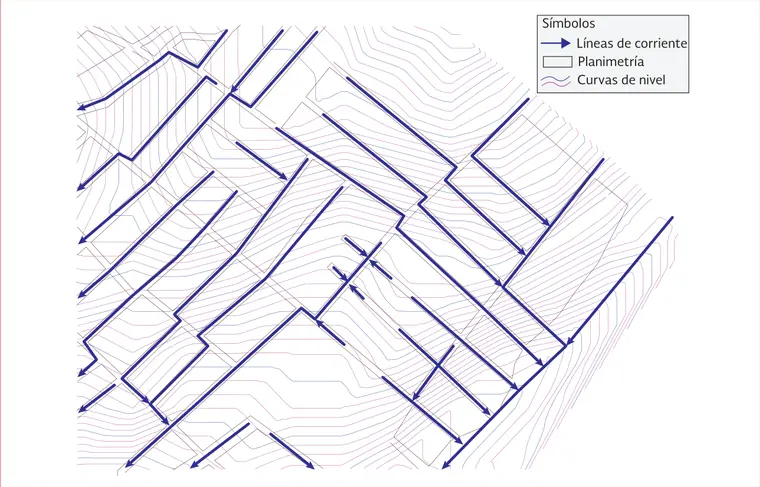 Símbolos
Líneas de corriente
Planimetría
Curvas de nivel